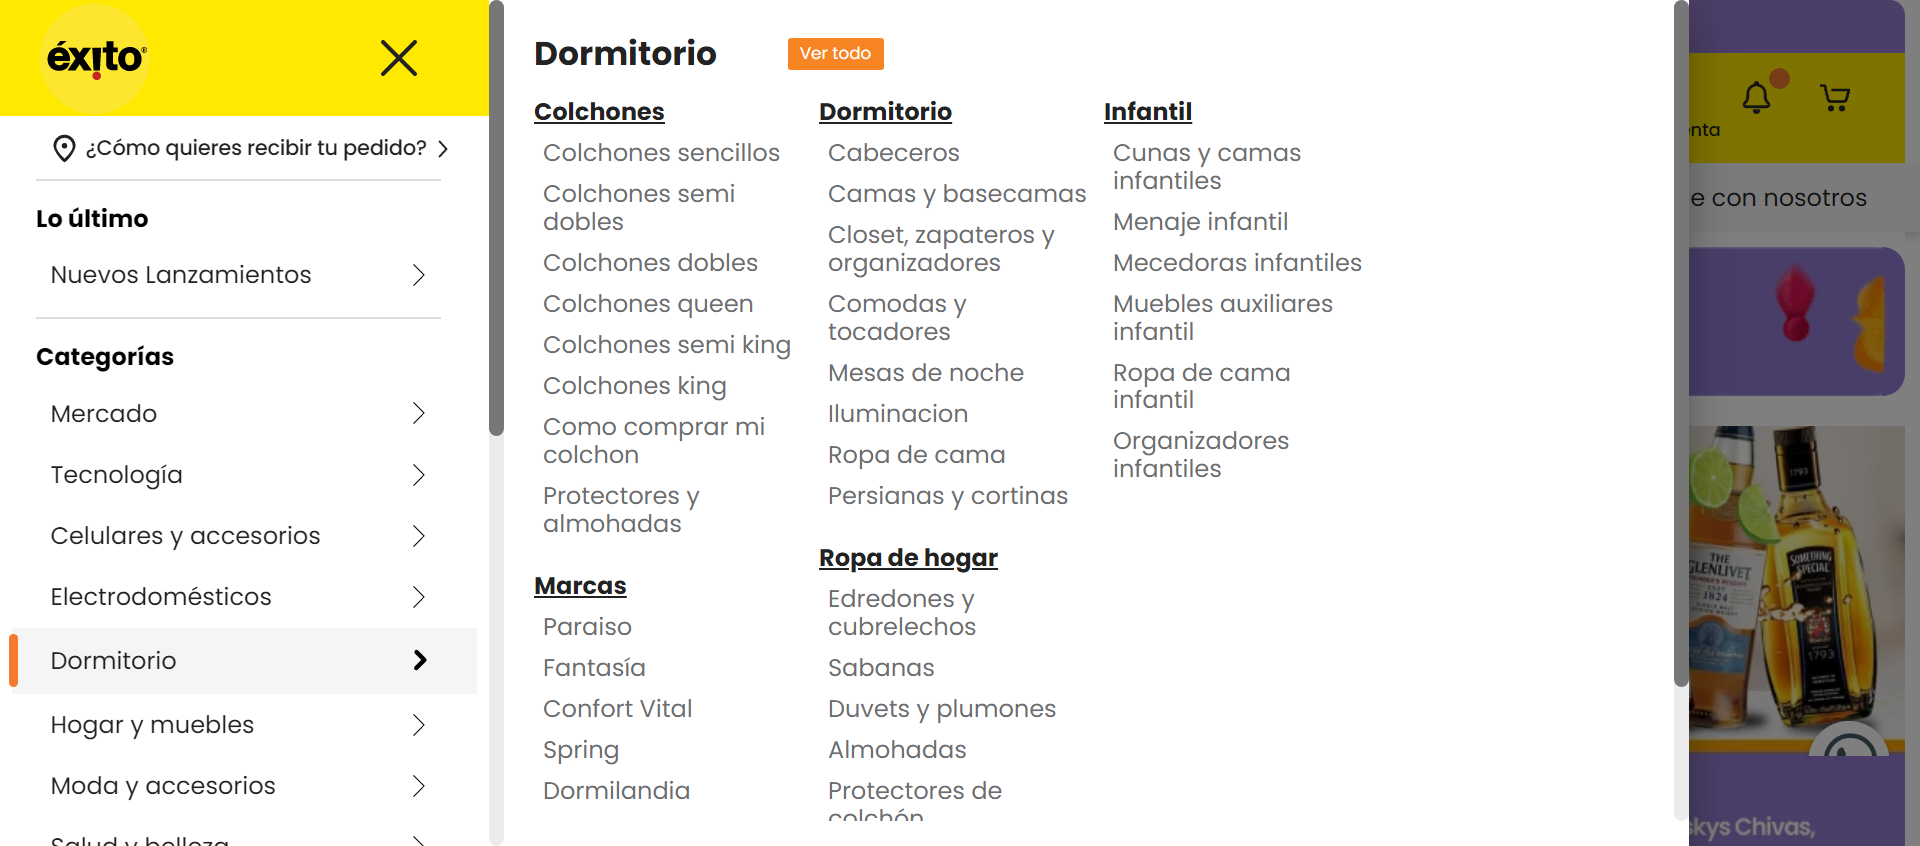 éxito
¿Cómo quieres recibir tu pedido?
Lo último
Nuevos Lanzamientos
Categorías
Mercado
Tecnología
Celulares y accesorios
Electrodomésticos
Dormitorio
Hogar y muebles
Moda y accesorios
Salud y belleza
Dormitorio
Ver todo
Colchones
Colchones sencillos
Colchones semi
dobles
Colchones dobles
Colchones queen
Colchones semi king
Colchones king
Como comprar mi
colchon
Protectores y
almohadas
Marcas
Paraiso
Fantasía
Confort Vital
Spring
Dormilandia
Dormitorio
Cabeceros
Camas y basecamas
Closet, zapateros y
organizadores
Comodas y
tocadores
Mesas de noche
Iluminacion
Ropa de cama
Persianas y cortinas
Ropa de hogar
Edredones y
cubrelechos
Sabanas
Duvets y plumones
Almohadas
Protectores de
colchón
Infantil
Cunas y camas
infantiles
Menaje infantil
Mecedoras infantiles
Muebles auxiliares
infantil
Ropa de cama
infantil
Organizadores
infantiles
enta
e con nosotros
1793
THE
GLENLIVET
1824
SOMETHING
SPECIAL
1793
skys Chivas,